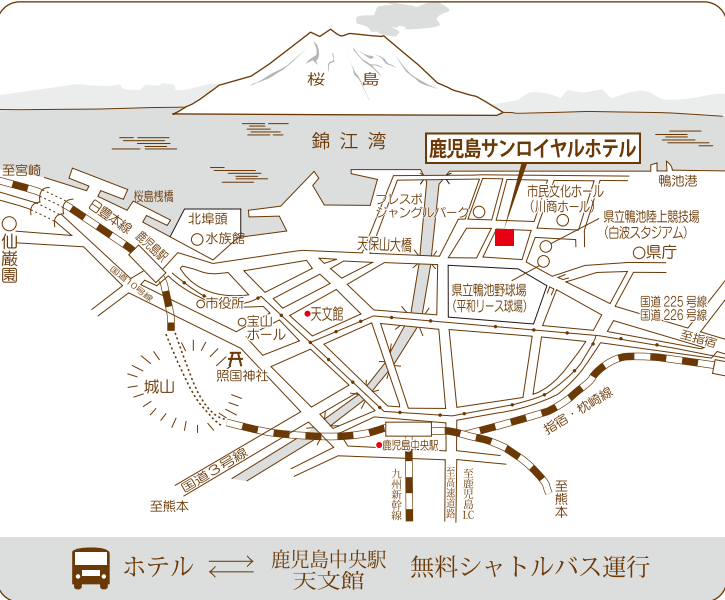 桜　島
錦江湾
鹿児島サンロイヤルホテル
至宮崎
桜島桟橋
鴨池港
日豊本線
鹿児島駅
北埠頭
水族館
フレスポ
ジャングルパーク
市民文化ホール
（川商ホール）
県立鴨池陸上競技場
（白波スタジアム）
仙巌園
天保山大橋
県庁
国道10号線
市役所
天文館
県立鴨池野球場
（平和リース球場）
国道225号線
国道226号線
至指宿
宝山
ホール
照国神社
城山
指宿・枕崎線
鹿児島中央駅
国道3号線
至熊本
九州新幹線
至高速道路
至鹿児島I.C
至熊本
ホテル
鹿児島中央駅
天文館
無料シャトルバス運行